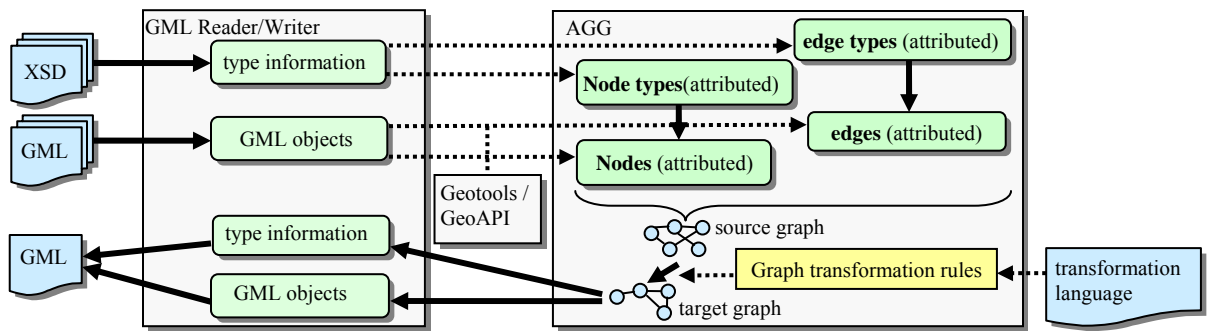 GML Reader/Writer
AGG
XSD
type information
edge types (attributed)
Node types(attributed)
GML
GML objects
edges (attributed)
Nodes (attributed)
Geotools /
GeoAPI
type information
source graph
GML
Graph transformation rules
transformation
language
GML objects
target graph